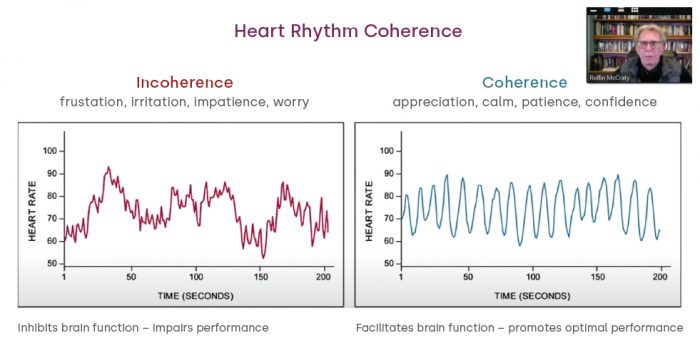 Heart Rhythm Coherence
Rollin McCraty
Incoherence
frustation, irritation, impatience, worry
Coherence
appreciation, calm, patience, confidence
HEART RATE
100
90
80
70
60
50
1
50
100
150
200
TIME (SECONDS)
HEART RATE
100
90
80
70
60
50
1
50
100
150
200
TIME (SECONDS)
Inhibits brain function – impairs performance
Facilitates brain function – promotes optimal performance